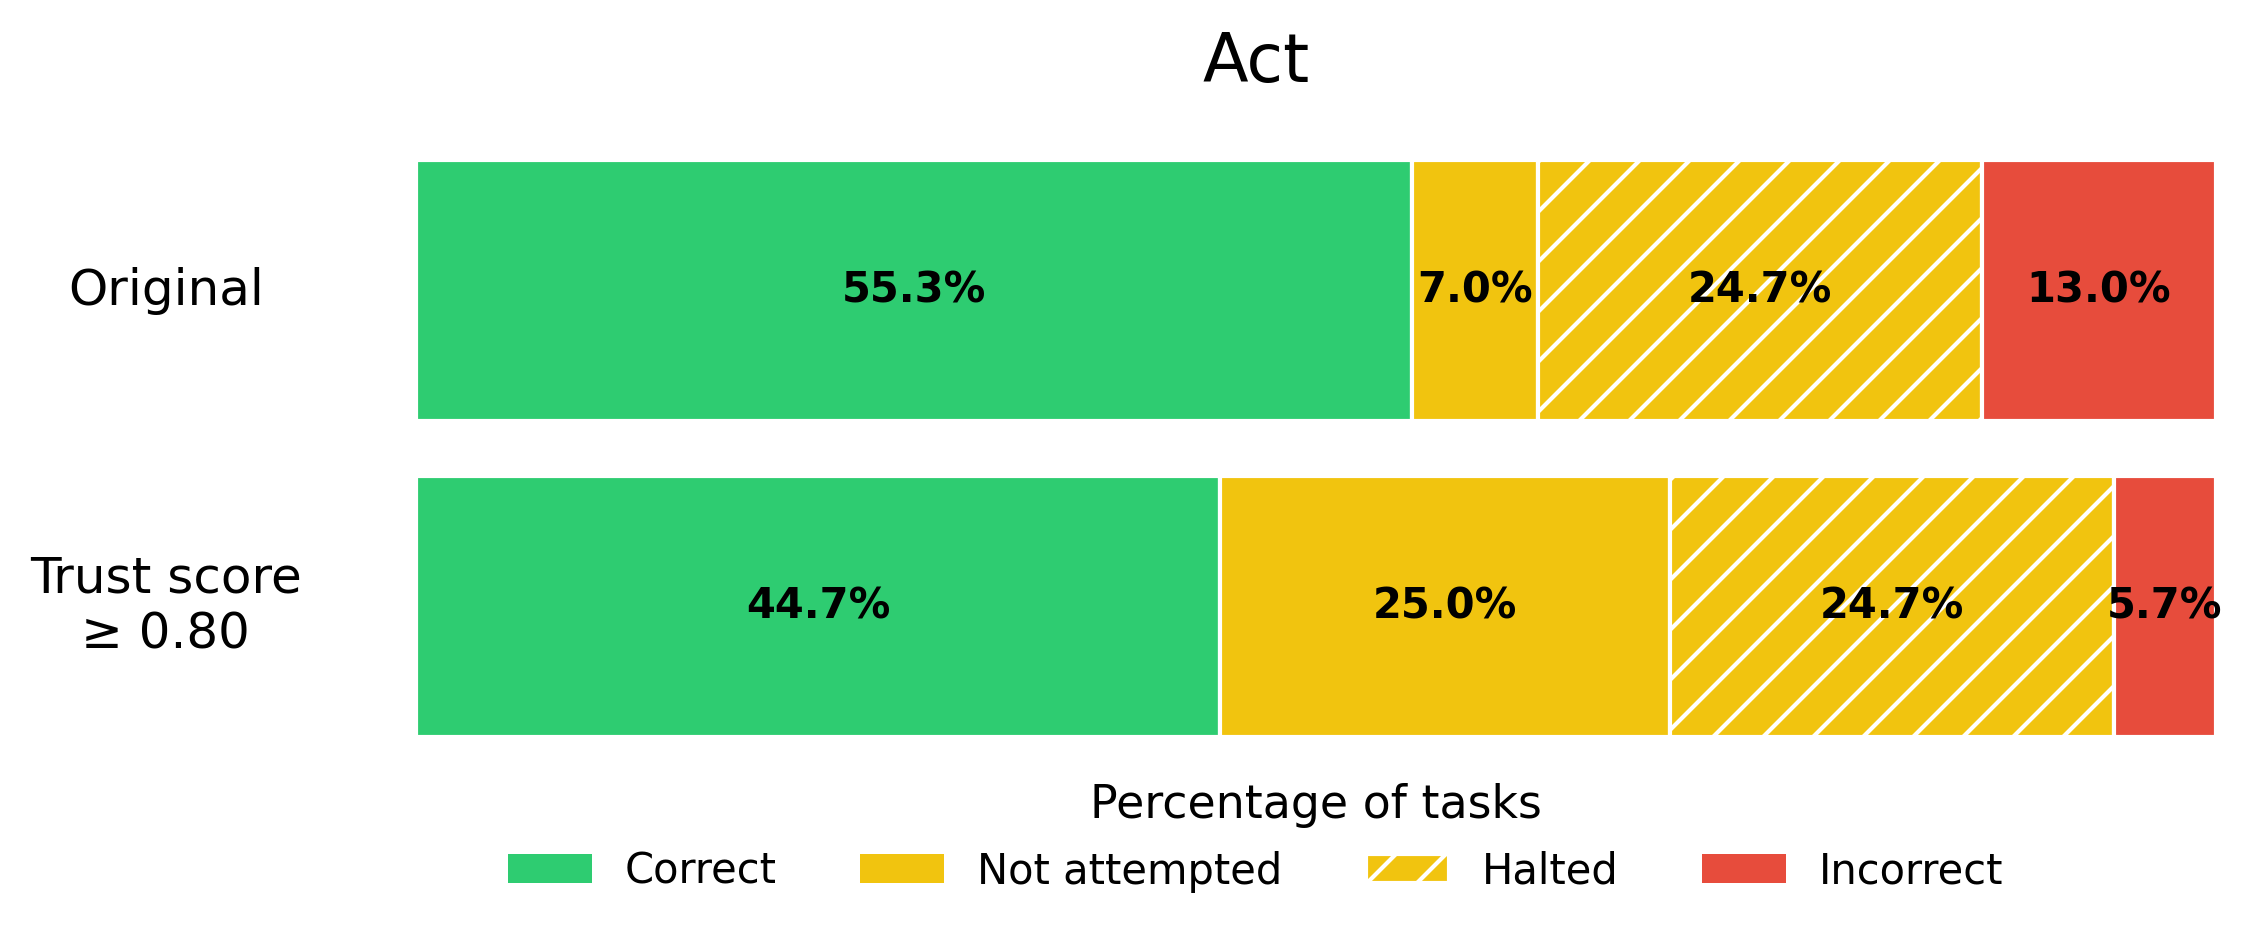 Act
Original
55.3%
7.0%
24.7%
13.0%
Trust score
≥ 0.80
44.7%
25.0%
24.7%
5.7%
Percentage of tasks
Correct
Not attempted
Halted
Incorrect